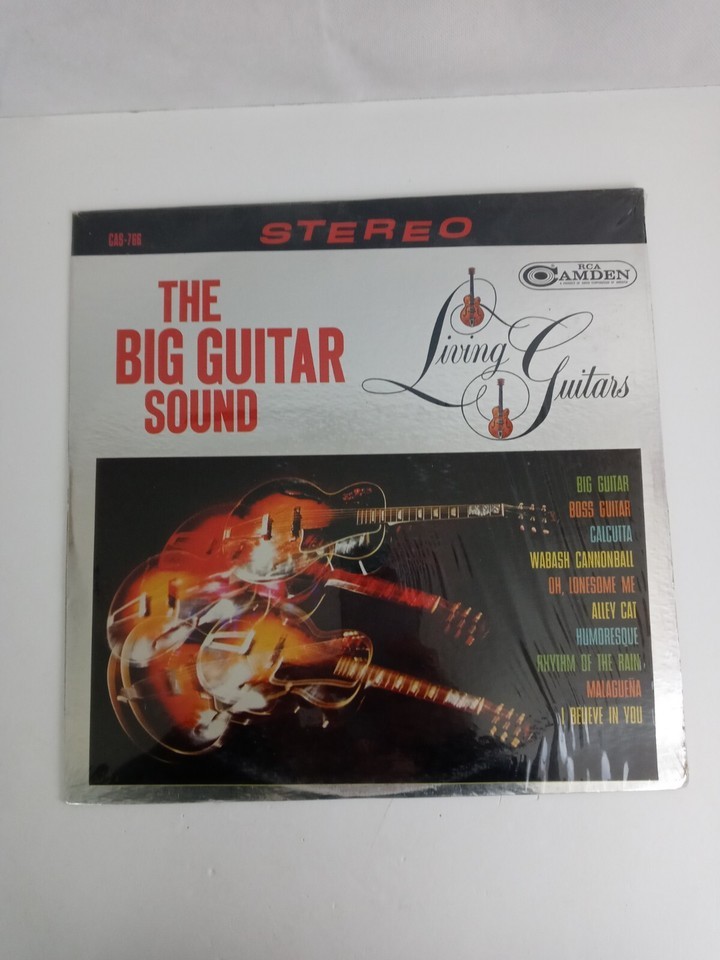 CAS-766
STEREO
RCA
CAMDEN
THE
BIG GUITAR
SOUND
Living Guitars
BIG GUITAR
BOSS GUITAR
CALCUTTA
WABASH CANNONBALL
OH, LONESOME ME
ALLEY CAT
HUMORESQUE
RHYTHM OF THE RAIN
MALAGUEÑA
I BELIEVE IN YOU